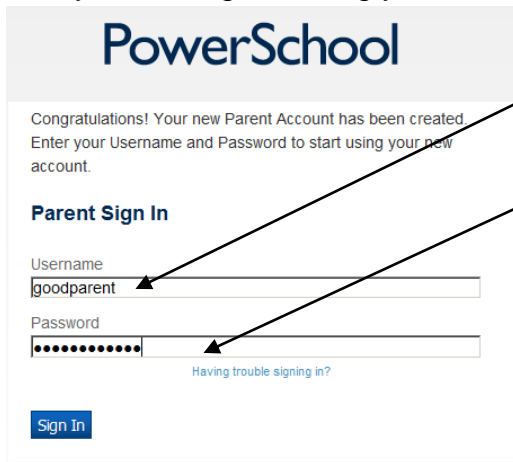 PowerSchool
Congratulations! Your new Parent Account has been created.
Enter your Username and Password to start using your new
account.
Parent Sign In
Username
goodparent
Password
●●●●●●●●●●●●
Having trouble signing in?
Sign In